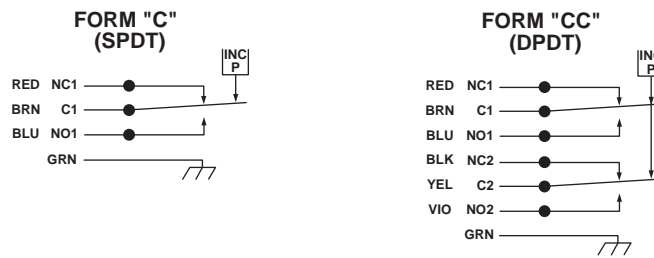 FORM "C"
(SPDT)
INC
P
RED NC1
BRN C1
BLU NO1
GRN
FORM "CC"
(DPDT)
INC
P
RED NC1
BRN C1
BLU NO1
BLK NC2
YEL C2
VIO NO2
GRN